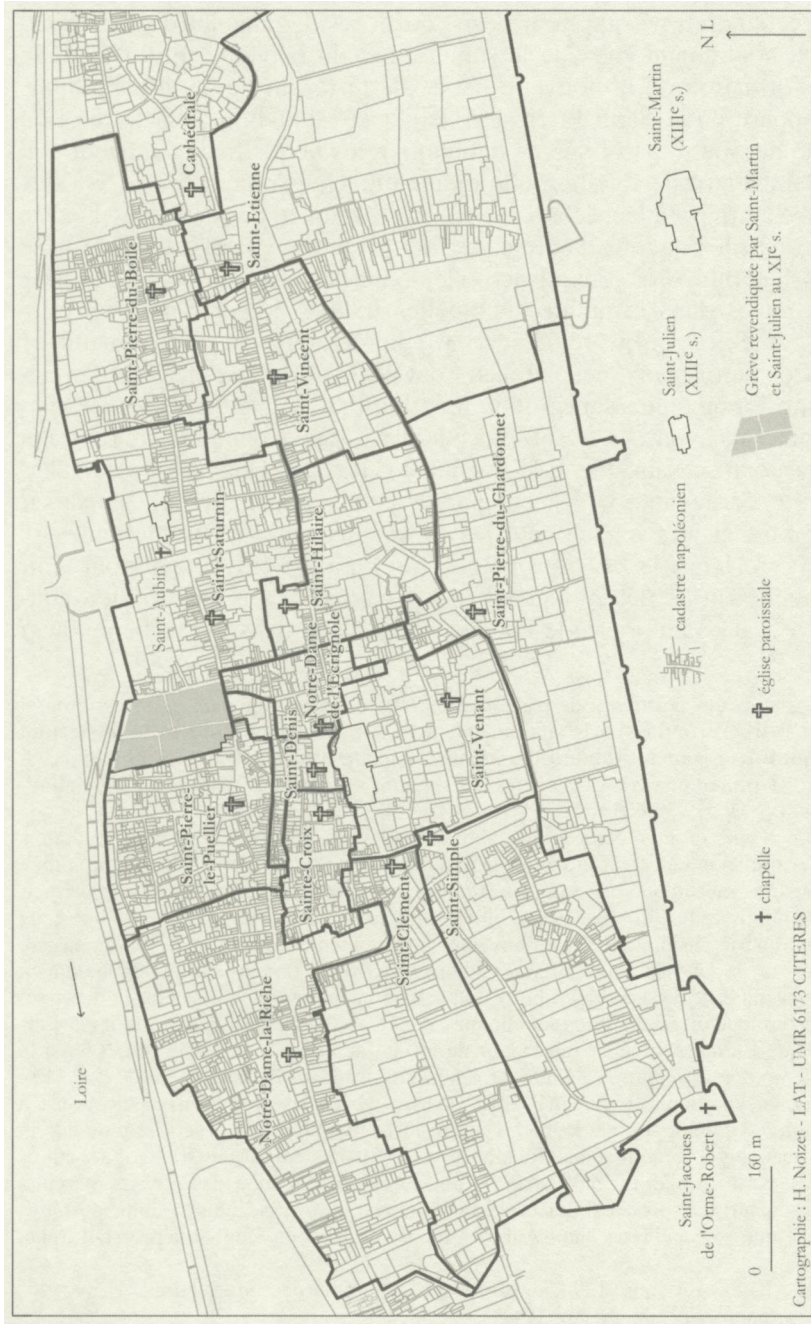 Loire
Notre-Dame-la-Riche
Saint-Pierre-
le-Puellier
Sainte-Croix
Saint-Denis
Notre-Dame
de l'Ecrignole
Saint-Hilaire
Saint-Aubin
Saint-Saturnin
Saint-Pierre-du-Boile
Cathédrale
Saint-Etienne
Saint-Vincent
Saint-Clément
Saint-Simple
Saint-Venant
Saint-Pierre-du-Chardonnet
Saint-Jacques
de l'Orme-Robert
0 160 m
chapelle
église paroissiale
cadastre napoléonien
Saint-Julien
(XIIIe s.)
Saint-Martin
(XIIIe s.)
Grève revendiquée par Saint-Martin
et Saint-Julien au XIe s.
N L
Cartographie : H. Noizet - LAT - UMR 6173 CITERES